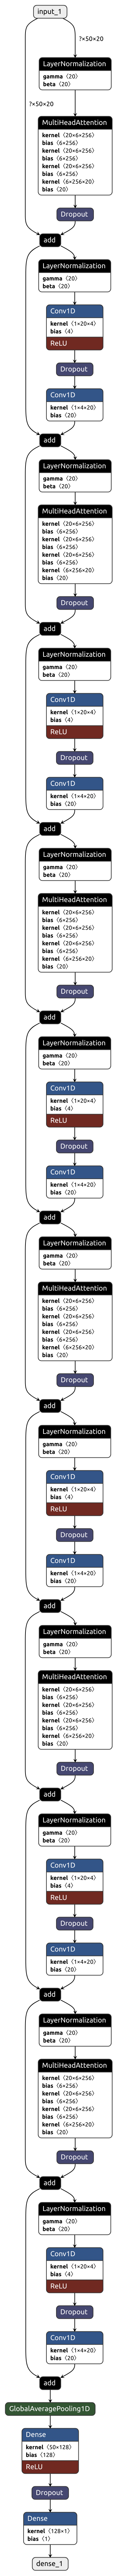 input_1
?×50×20
LayerNormalization
gamma ⟨20⟩
beta ⟨20⟩
?×50×20
MultiHeadAttention
kernel ⟨20×6×256⟩
bias ⟨6×256⟩
kernel ⟨20×6×256⟩
bias ⟨6×256⟩
kernel ⟨20×6×256⟩
bias ⟨6×256⟩
kernel ⟨6×256×20⟩
bias ⟨20⟩
Dropout
add
LayerNormalization
gamma ⟨20⟩
beta ⟨20⟩
Conv1D
kernel ⟨1×20×4⟩
bias ⟨4⟩
ReLU
Dropout
Conv1D
kernel ⟨1×4×20⟩
bias ⟨20⟩
add
LayerNormalization
gamma ⟨20⟩
beta ⟨20⟩
MultiHeadAttention
kernel ⟨20×6×256⟩
bias ⟨6×256⟩
kernel ⟨20×6×256⟩
bias ⟨6×256⟩
kernel ⟨20×6×256⟩
bias ⟨6×256⟩
kernel ⟨6×256×20⟩
bias ⟨20⟩
Dropout
add
LayerNormalization
gamma ⟨20⟩
beta ⟨20⟩
Conv1D
kernel ⟨1×20×4⟩
bias ⟨4⟩
ReLU
Dropout
Conv1D
kernel ⟨1×4×20⟩
bias ⟨20⟩
add
LayerNormalization
gamma ⟨20⟩
beta ⟨20⟩
MultiHeadAttention
kernel ⟨20×6×256⟩
bias ⟨6×256⟩
kernel ⟨20×6×256⟩
bias ⟨6×256⟩
kernel ⟨20×6×256⟩
bias ⟨6×256⟩
kernel ⟨6×256×20⟩
bias ⟨20⟩
Dropout
add
LayerNormalization
gamma ⟨20⟩
beta ⟨20⟩
Conv1D
kernel ⟨1×20×4⟩
bias ⟨4⟩
ReLU
Dropout
Conv1D
kernel ⟨1×4×20⟩
bias ⟨20⟩
add
LayerNormalization
gamma ⟨20⟩
beta ⟨20⟩
MultiHeadAttention
kernel ⟨20×6×256⟩
bias ⟨6×256⟩
kernel ⟨20×6×256⟩
bias ⟨6×256⟩
kernel ⟨20×6×256⟩
bias ⟨6×256⟩
kernel ⟨6×256×20⟩
bias ⟨20⟩
Dropout
add
LayerNormalization
gamma ⟨20⟩
beta ⟨20⟩
Conv1D
kernel ⟨1×20×4⟩
bias ⟨4⟩
ReLU
Dropout
Conv1D
kernel ⟨1×4×20⟩
bias ⟨20⟩
add
LayerNormalization
gamma ⟨20⟩
beta ⟨20⟩
MultiHeadAttention
kernel ⟨20×6×256⟩
bias ⟨6×256⟩
kernel ⟨20×6×256⟩
bias ⟨6×256⟩
kernel ⟨20×6×256⟩
bias ⟨6×256⟩
kernel ⟨6×256×20⟩
bias ⟨20⟩
Dropout
add
LayerNormalization
gamma ⟨20⟩
beta ⟨20⟩
Conv1D
kernel ⟨1×20×4⟩
bias ⟨4⟩
ReLU
Dropout
Conv1D
kernel ⟨1×4×20⟩
bias ⟨20⟩
add
LayerNormalization
gamma ⟨20⟩
beta ⟨20⟩
MultiHeadAttention
kernel ⟨20×6×256⟩
bias ⟨6×256⟩
kernel ⟨20×6×256⟩
bias ⟨6×256⟩
kernel ⟨20×6×256⟩
bias ⟨6×256⟩
kernel ⟨6×256×20⟩
bias ⟨20⟩
Dropout
add
LayerNormalization
gamma ⟨20⟩
beta ⟨20⟩
Conv1D
kernel ⟨1×20×4⟩
bias ⟨4⟩
ReLU
Dropout
Conv1D
kernel ⟨1×4×20⟩
bias ⟨20⟩
add
GlobalAveragePooling1D
Dense
kernel ⟨50×128⟩
bias ⟨128⟩
ReLU
Dropout
Dense
kernel ⟨128×1⟩
bias ⟨1⟩
dense_1